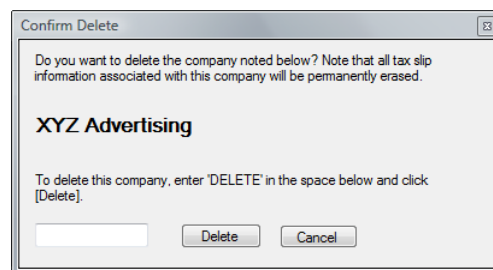 Confirm Delete
Do you want to delete the company noted below? Note that all tax slip
information associated with this company will be permanently erased.
XYZ Advertising
To delete this company, enter 'DELETE' in the space below and click
[Delete].
Delete Cancel